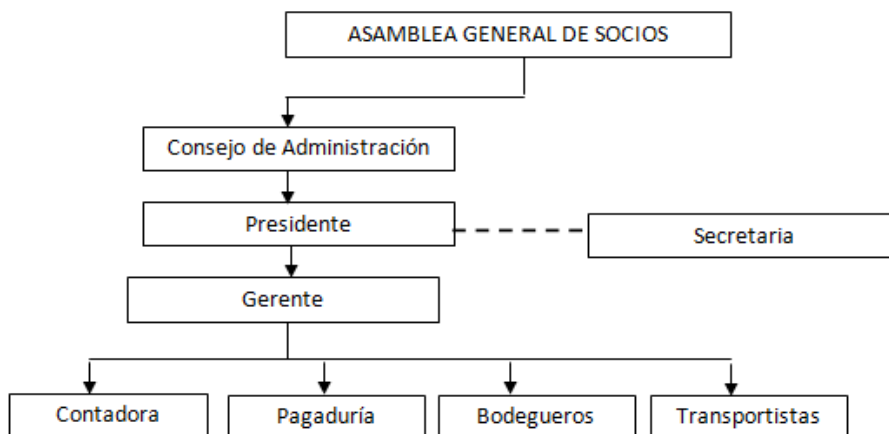 ASAMBLEA GENERAL DE SOCIOS
Consejo de Administración
Presidente
Secretaria
Gerente
Contadora
Pagaduría
Bodegueros
Transportistas